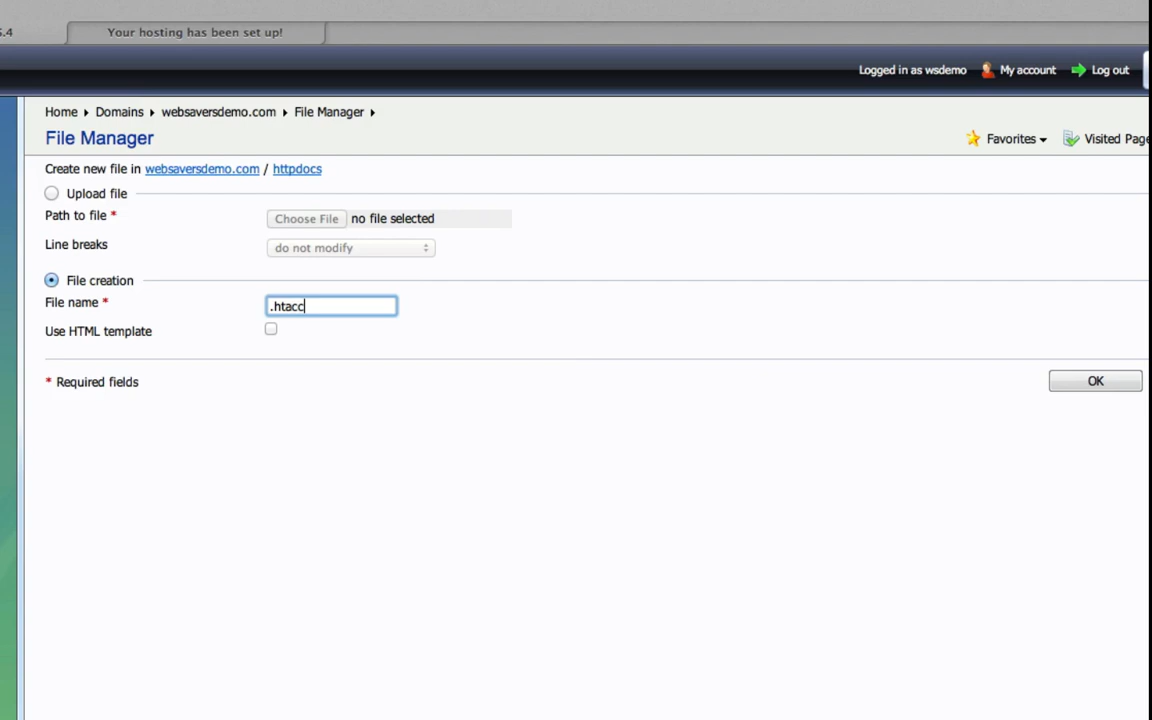 5.4
Your hosting has been set up!
Logged in as wsdemo My account Log out
Home Domains websaversdemo.com File Manager
File Manager
Favorites Visited Page
Create new file in websaversdemo.com / httpdocs
Upload file
Path to file * Choose File no file selected
Line breaks do not modify
File creation
File name * .htacc
Use HTML template
* Required fields
OK